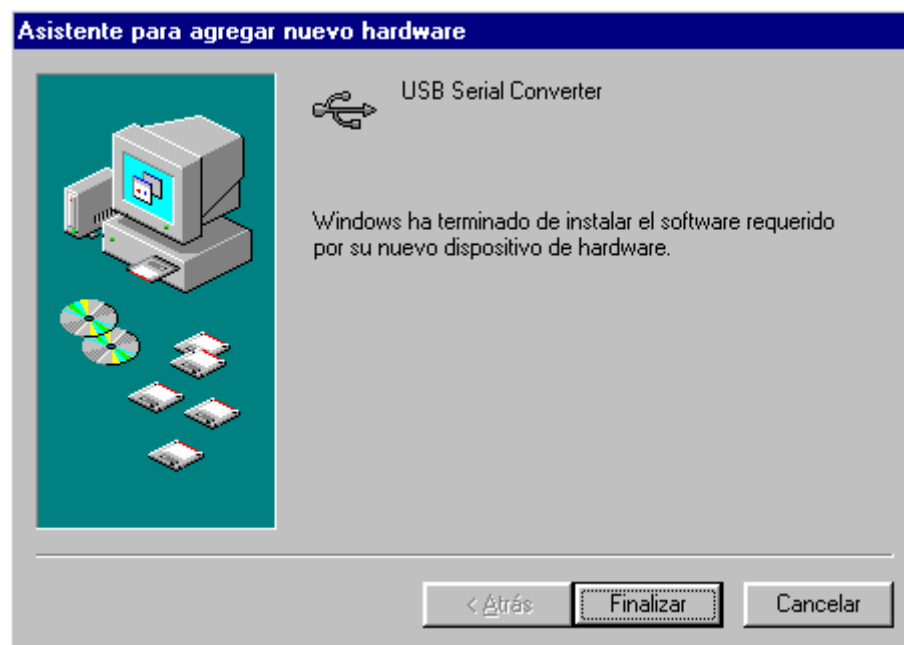 Asistente para agregar nuevo hardware
USB Serial Converter
Windows ha terminado de instalar el software requerido
por su nuevo dispositivo de hardware.
< Atrás
Finalizar
Cancelar